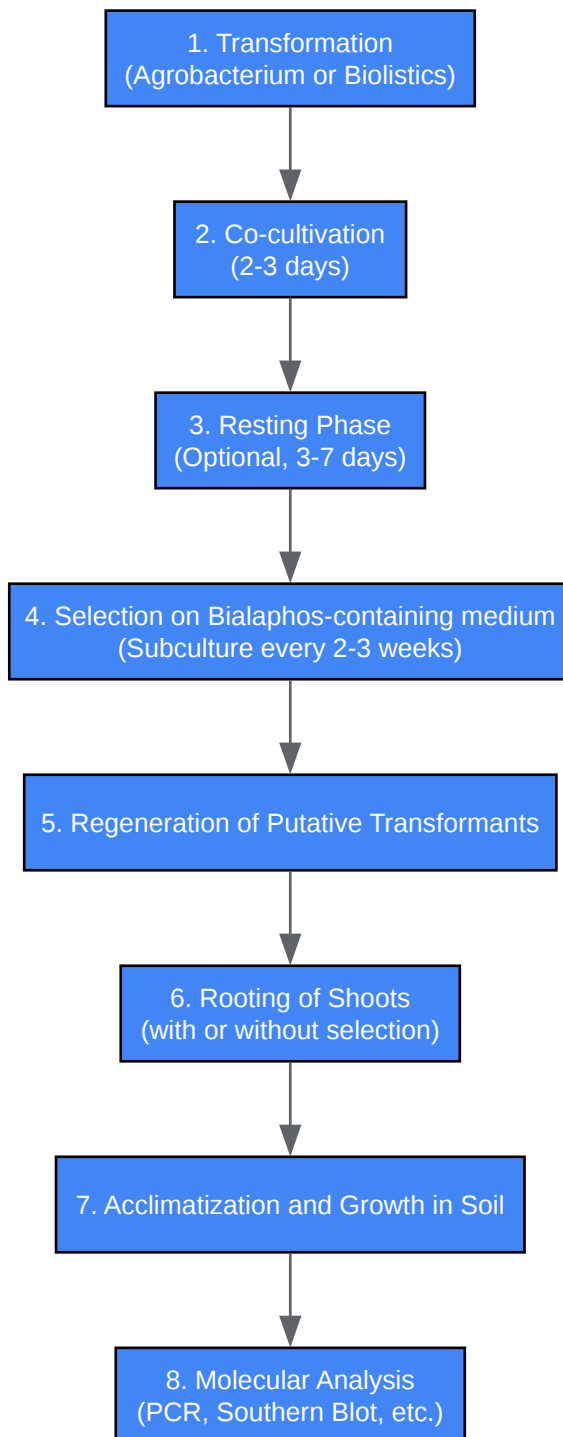 1. Transformation
(Agrobacterium or Biolistics)
2. Co-cultivation
(2-3 days)
3. Resting Phase
(Optional, 3-7 days)
4. Selection on Bialaphos-containing medium
(Subculture every 2-3 weeks)
5. Regeneration of Putative Transformants
6. Rooting of Shoots
(with or without selection)
7. Acclimatization and Growth in Soil
8. Molecular Analysis
(PCR, Southern Blot, etc.)